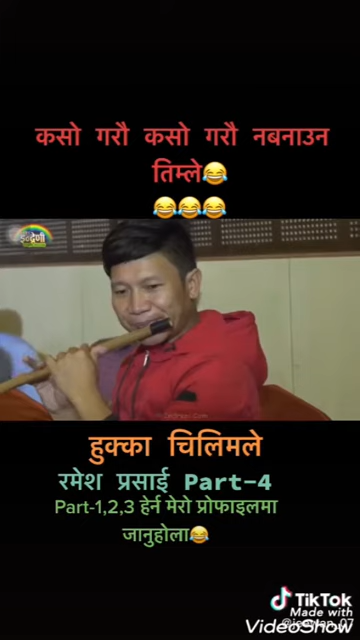 कसो गरौ कसो गरौ नबनाउन
तिम्ले😂
😂😂😂
इन्द्रेणी
हुक्का चिलिमले
रमेश प्रसाई Part-4
Part-1,2,3 हेर्न मेरो प्रोफाइलमा
जानुहोला😂
TikTok
Made with
VideoShow